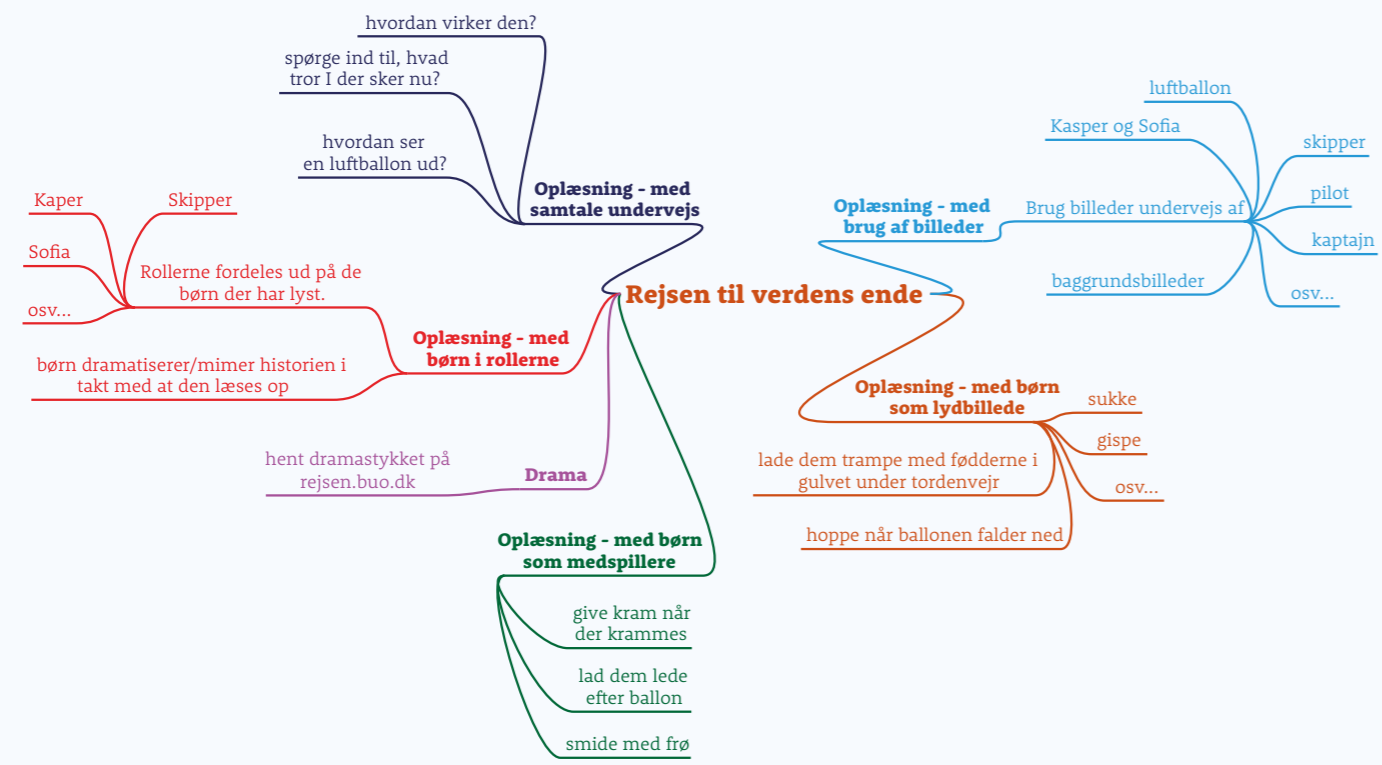 hvordan virker den?
spørge ind til, hvad
tror I der sker nu?
hvordan ser
en luftballon ud?
Oplæsning - med
samtale undervejs
Kaper
Skipper
Sofia
Rollerne fordeles ud på de
børn der har lyst.
osv...
Oplæsning - med
børn i rollerne
børn dramatiserer/mimer historien i
takt med at den læses op
hent dramastykket på
rejsen.buo.dk
Drama
Oplæsning - med børn
som medspillere
give kram når
der krammes
lad dem lede
efter ballon
smide med frø
Rejsen til verdens ende
luftballon
Kasper og Sofia
skipper
Oplæsning - med
brug af billeder
Brug billeder undervejs af
pilot
kaptajn
baggrundsbilleder
osv...
Oplæsning - med børn
som lydbillede
sukke
gispe
lade dem trampe med fødderne i
gulvet under tordenvejr
osv...
hoppe når ballonen falder ned